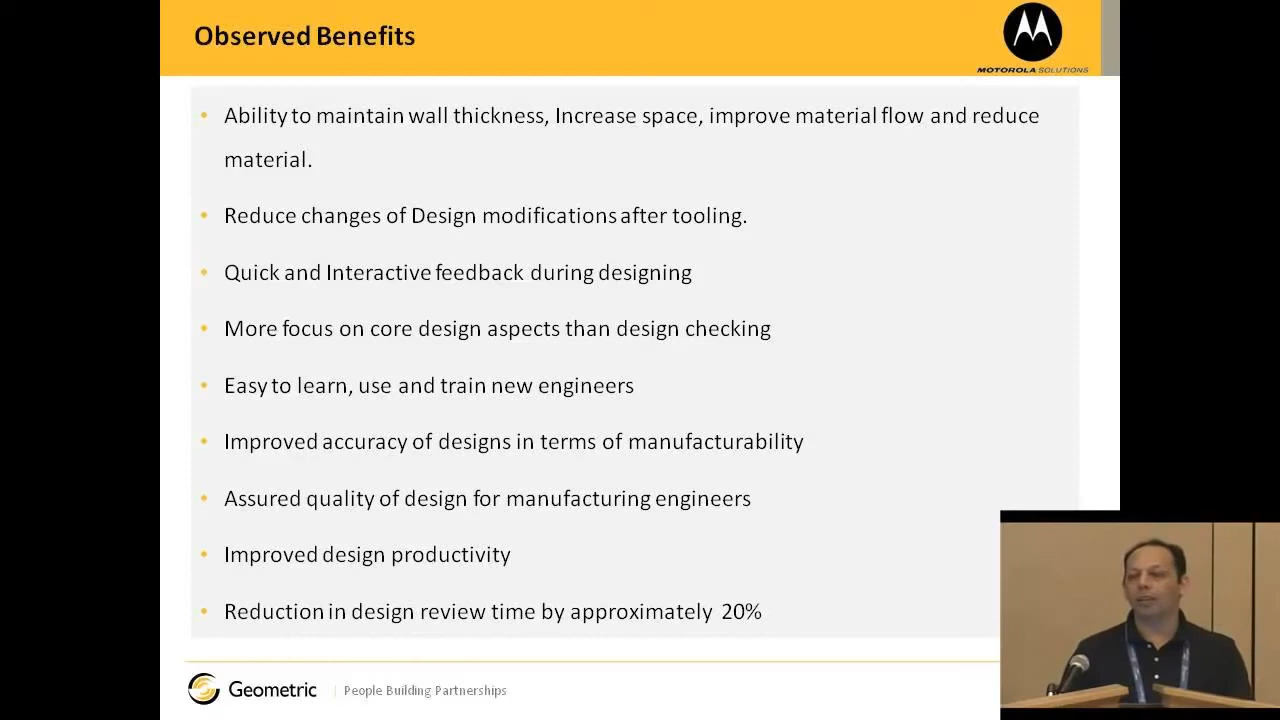 Observed Benefits
MOTOROLA SOLUTIONS
• Ability to maintain wall thickness, Increase space, improve material flow and reduce
material.
• Reduce changes of Design modifications after tooling.
• Quick and Interactive feedback during designing
• More focus on core design aspects than design checking
• Easy to learn, use and train new engineers
• Improved accuracy of designs in terms of manufacturability
• Assured quality of design for manufacturing engineers
• Improved design productivity
• Reduction in design review time by approximately 20%
Geometric | People Building Partnerships